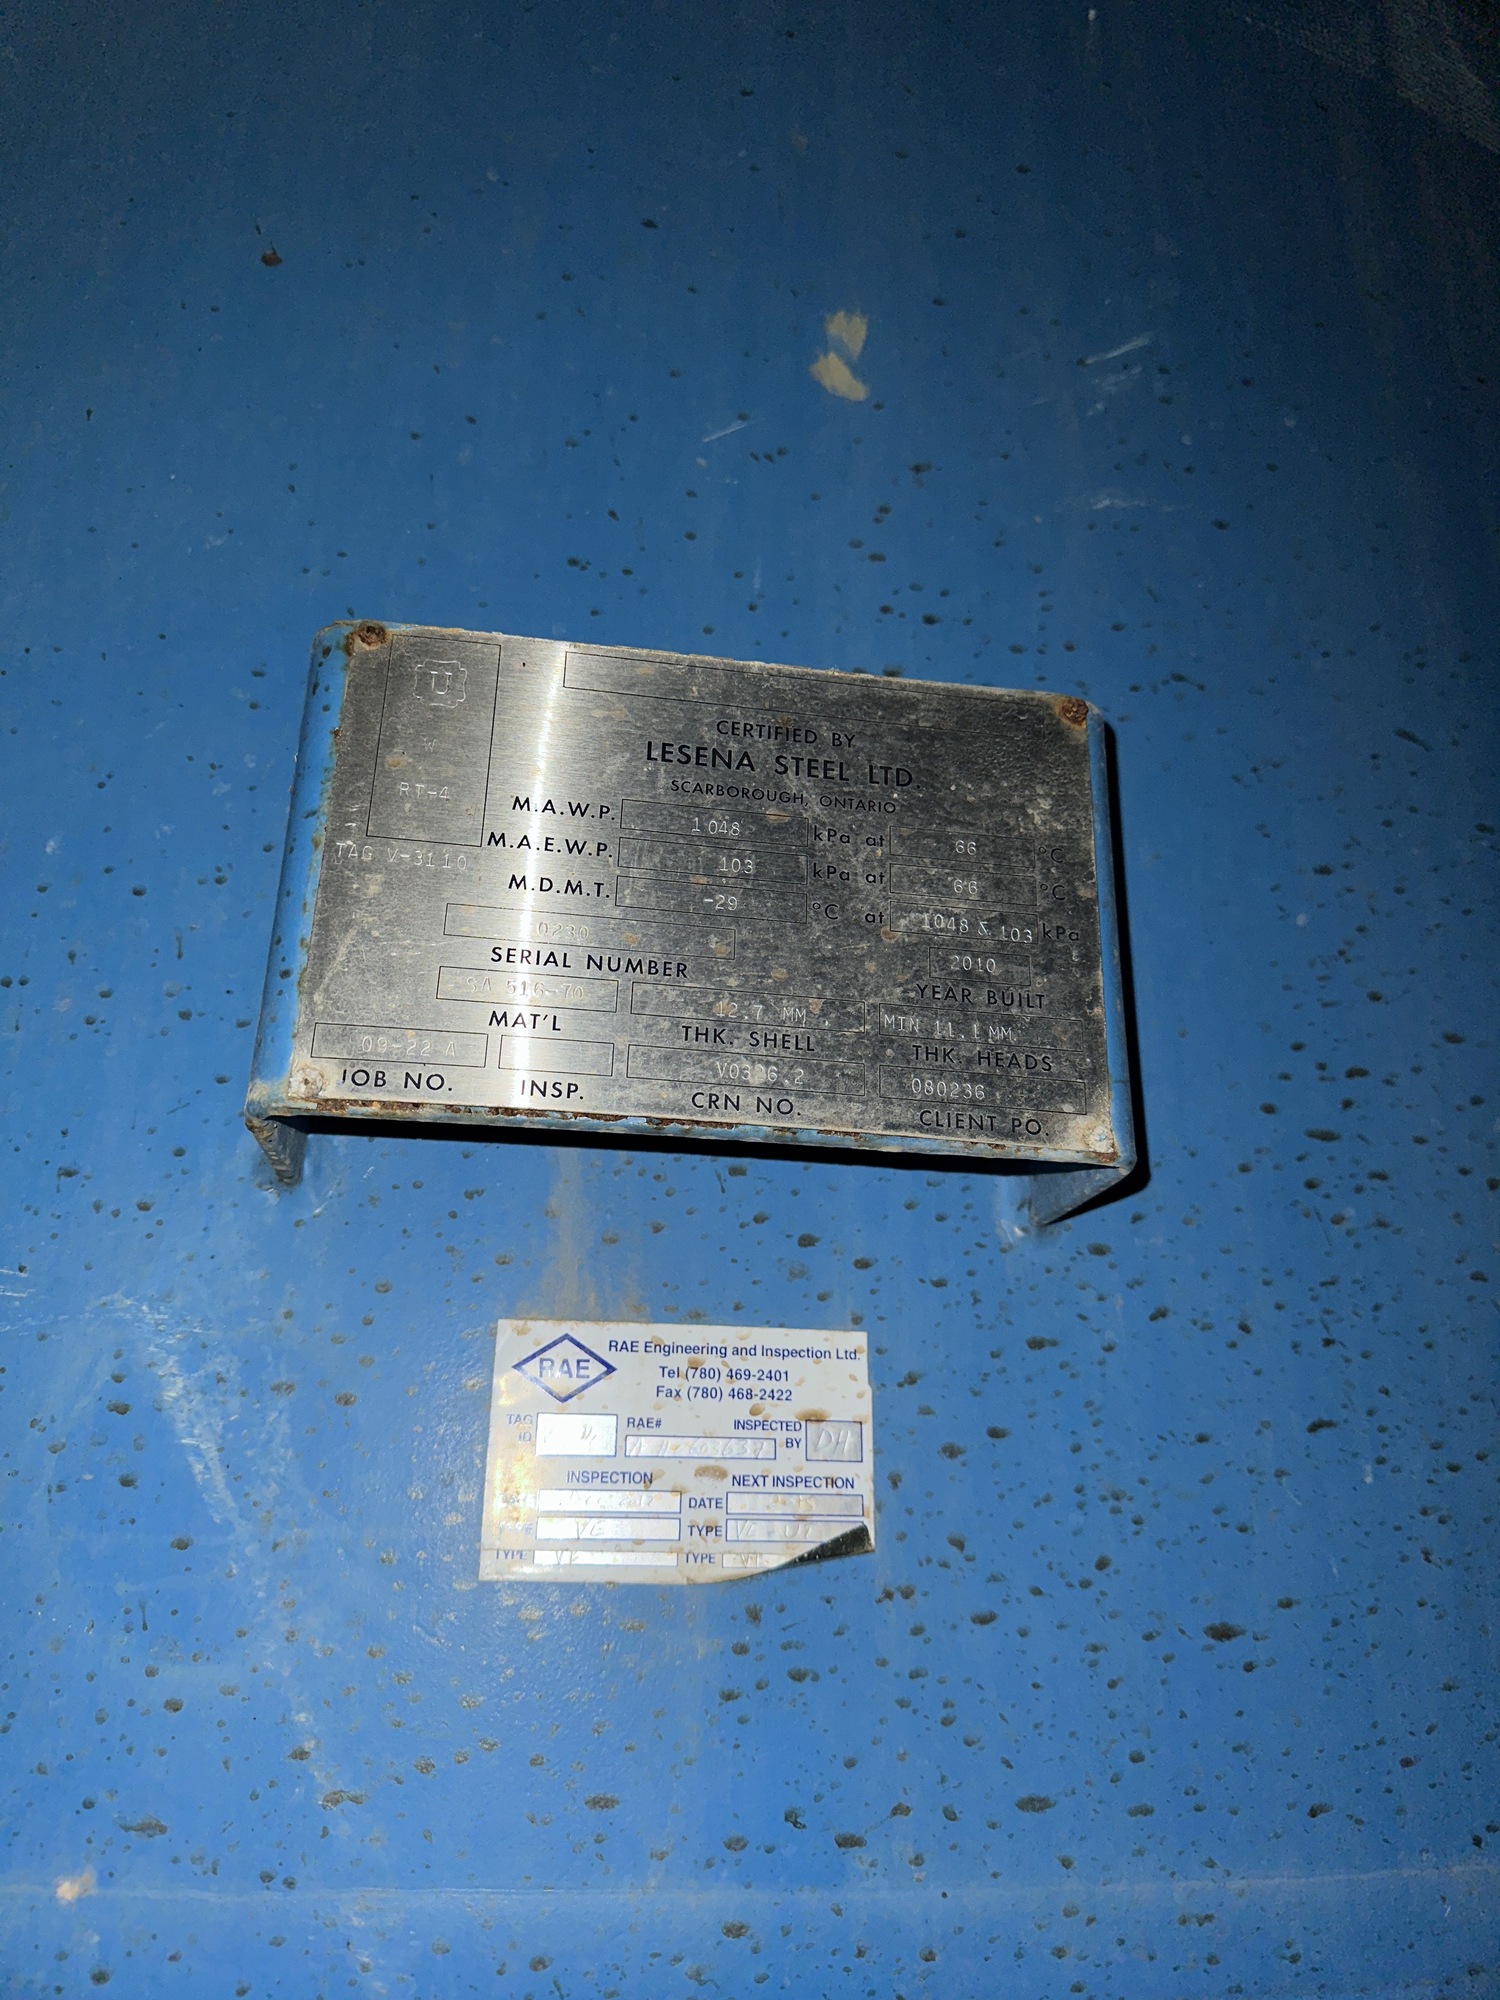 U
W
RT-4
TAG V-3110
CERTIFIED BY
LESENA STEEL LTD.
SCARBOROUGH, ONTARIO
M.A.W.P. 1048 kPa at 66 °C
M.A.E.W.P. 103 kPa at 66 °C
M.D.M.T. -29 °C at 1048 & 103 kPa
0230 2010
SERIAL NUMBER YEAR BUILT
SA 516-70 12.7 MM MIN 11.1 MM
MAT'L THK. SHELL THK. HEADS
09-22 A 080236
JOB NO. INSP. CRN NO. CLIENT PO.
RAE
RAE Engineering and Inspection Ltd.
Tel (780) 469-2401
Fax (780) 468-2422
TAG ID RAE# INSPECTED BY DH
INSPECTION NEXT INSPECTION
DATE
TYPE
TYPE TYPE